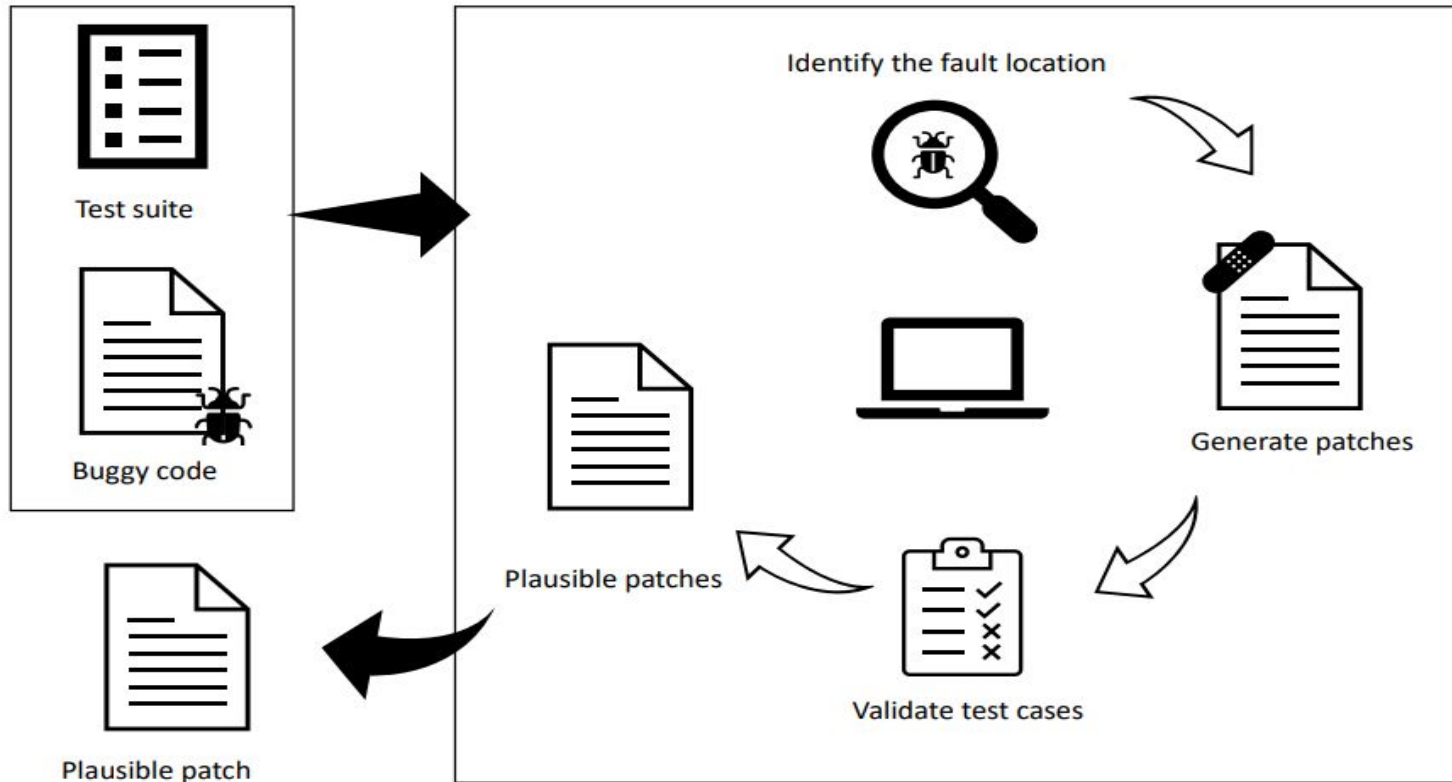 Test suite
Buggy code
Identify the fault location
Generate patches
Validate test cases
Plausible patches
Plausible patch